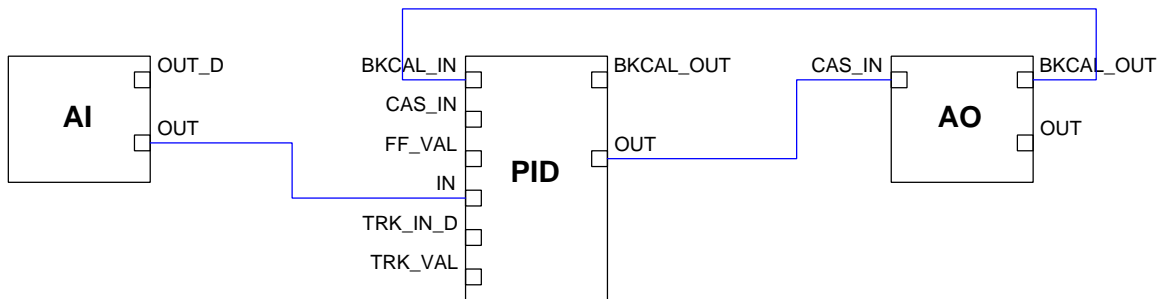 OUT_D
AI
OUT
BKCAL_IN
CAS_IN
FF_VAL
IN
TRK_IN_D
TRK_VAL
PID
BKCAL_OUT
OUT
CAS_IN
AO
BKCAL_OUT
OUT